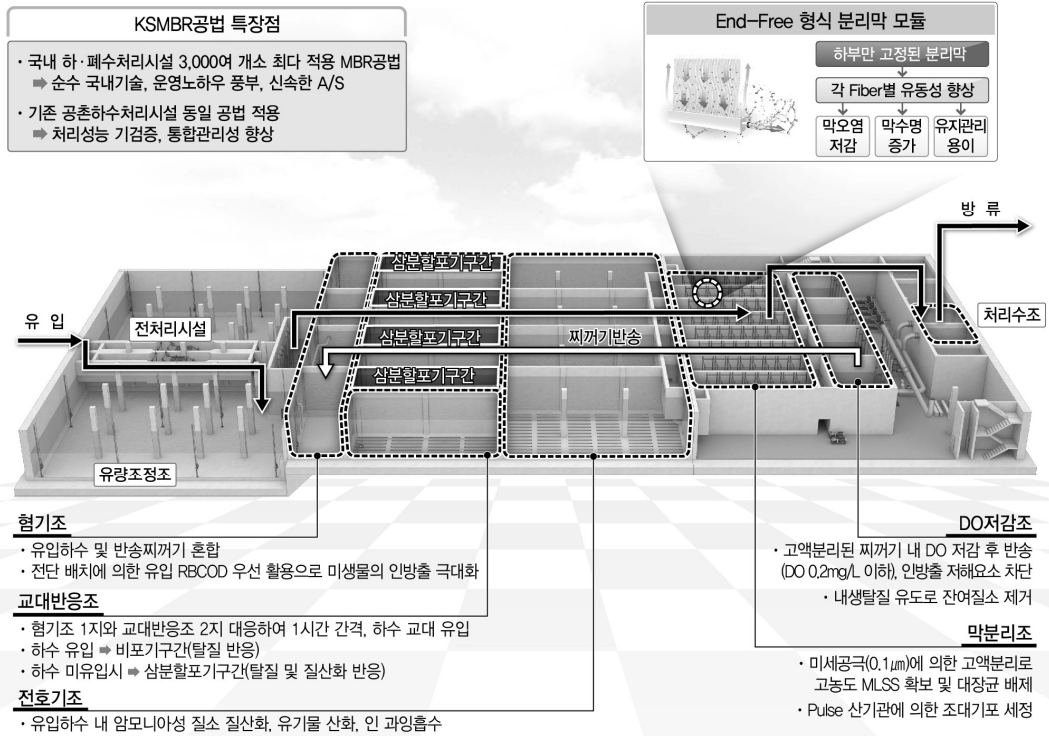 KSMBR공법 특장점
· 국내 하·폐수처리시설 3,000여 개소 최다 적용 MBR공법
➡ 순수 국내기술, 운영노하우 풍부, 신속한 A/S
· 기존 공촌하수처리시설 동일 공법 적용
➡ 처리성능 기검증, 통합관리성 향상
End-Free 형식 분리막 모듈
하부만 고정된 분리막
각 Fiber별 유동성 향상
막오염 저감
막수명 증가
유지관리 용이
방 류
유 입
전처리시설
유량조정조
삼분할포기구간
삼분할포기구간
삼분할포기구간
삼분할포기구간
찌꺼기반송
처리수조
혐기조
· 유입하수 및 반송찌꺼기 혼합
· 전단 배치에 의한 유입 RBCOD 우선 활용으로 미생물의 인방출 극대화
교대반응조
· 혐기조 1지와 교대반응조 2지 대응하여 1시간 간격, 하수 교대 유입
· 하수 유입 ➡ 비포기구간(탈질 반응)
· 하수 미유입시 ➡ 삼분할포기구간(탈질 및 질산화 반응)
전호기조
· 유입하수 내 암모니아성 질소 질산화, 유기물 산화, 인 과잉흡수
DO저감조
· 고액분리된 찌꺼기 내 DO 저감 후 반송
(DO 0.2mg/L 이하), 인방출 저해요소 차단
· 내생탈질 유도로 잔여질소 제거
막분리조
· 미세공극(0.1㎛)에 의한 고액분리로
고농도 MLSS 확보 및 대장균 배제
· Pulse 산기관에 의한 조대기포 세정